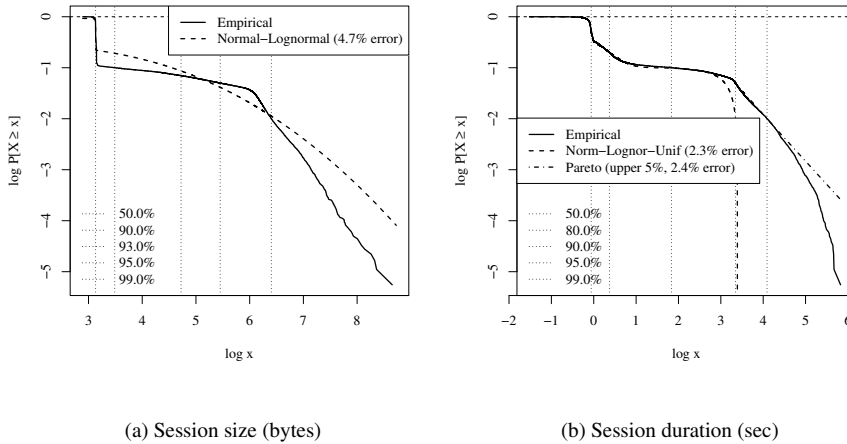 Empirical
Normal−Lognormal (4.7% error)
0
−1
−2
−3
−4
−5
log P[X ≥ x]
50.0%
90.0%
93.0%
95.0%
99.0%
3 4 5 6 7 8
log x
(a) Session size (bytes)
0
−1
−2
−3
−4
−5
log P[X ≥ x]
Empirical
Norm−Lognor−Unif (2.3% error)
Pareto (upper 5%, 2.4% error)
50.0%
80.0%
90.0%
95.0%
99.0%
−2 −1 0 1 2 3 4 5 6
log x
(b) Session duration (sec)